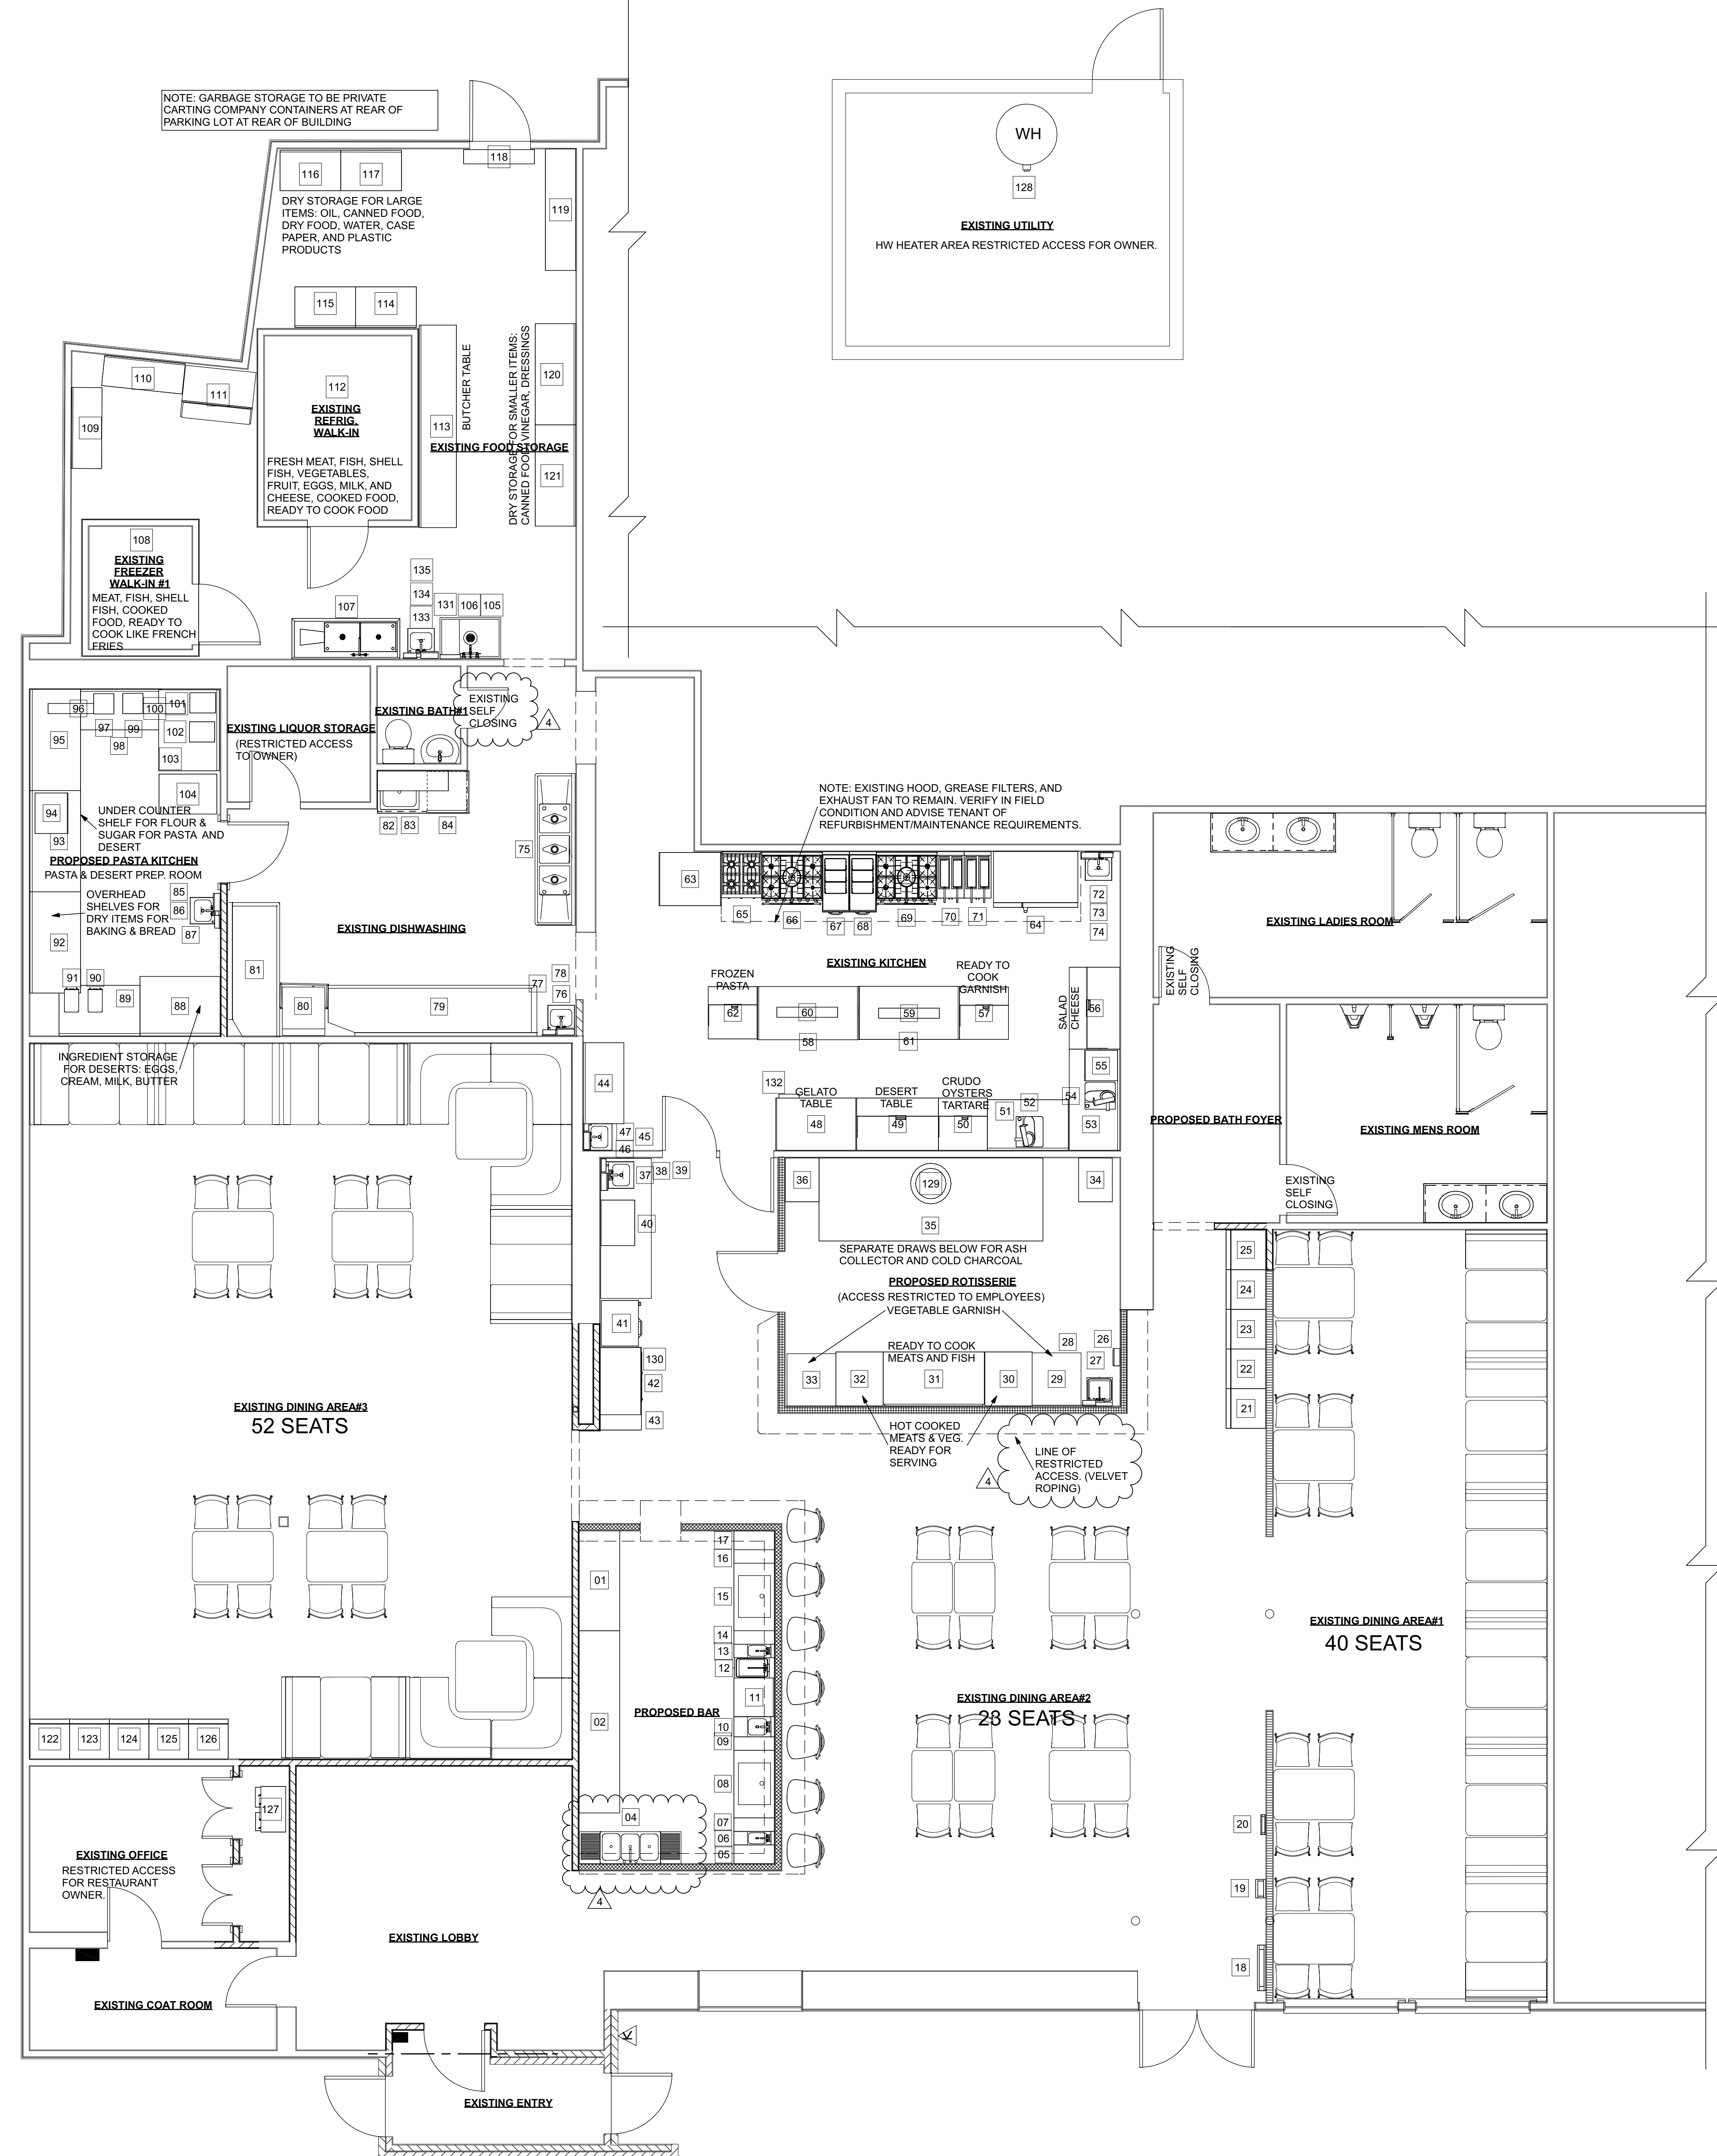 NOTE: GARBAGE STORAGE TO BE PRIVATE
CARTING COMPANY CONTAINERS AT REAR OF
PARKING LOT AT REAR OF BUILDING
WH
128
EXISTING UTILITY
HW HEATER AREA RESTRICTED ACCESS FOR OWNER.
116
117
118
119
DRY STORAGE FOR LARGE
ITEMS: OIL, CANNED FOOD,
DRY FOOD, WATER, CASE
PAPER, AND PLASTIC
PRODUCTS
115
114
110
111
109
112
EXISTING
REFRIG.
WALK-IN
FRESH MEAT, FISH, SHELL
FISH, VEGETABLES,
FRUIT, EGGS, MILK, AND
CHEESE, COOKED FOOD,
READY TO COOK FOOD
113
BUTCHER TABLE
EXISTING FOOD STORAGE
DRY STORAGE FOR SMALLER ITEMS:
CANNED FOOD, VINEGAR, DRESSINGS
120
121
108
EXISTING
FREEZER
WALK-IN #1
MEAT, FISH, SHELL
FISH, COOKED
FOOD, READY TO
COOK LIKE FRENCH
FRIES
107
135
134
133
131
106
105
EXISTING LIQUOR STORAGE
(RESTRICTED ACCESS
TO OWNER)
EXISTING BATH#1
EXISTING
SELF
CLOSING
4
96
97
98
99
100
101
102
103
104
95
94
93
92
UNDER COUNTER
SHELF FOR FLOUR &
SUGAR FOR PASTA AND
DESERT
PROPOSED PASTA KITCHEN
PASTA & DESERT PREP. ROOM
OVERHEAD
SHELVES FOR
DRY ITEMS FOR
BAKING & BREAD
85
86
87
91
90
89
88
INGREDIENT STORAGE
FOR DESERTS: EGGS,
CREAM, MILK, BUTTER
82
83
84
75
EXISTING DISHWASHING
81
80
79
77
78
76
NOTE: EXISTING HOOD, GREASE FILTERS, AND
EXHAUST FAN TO REMAIN. VERIFY IN FIELD
CONDITION AND ADVISE TENANT OF
REFURBISHMENT/MAINTENANCE REQUIREMENTS.
63
65
66
67
68
69
70
71
64
72
73
74
EXISTING KITCHEN
FROZEN
PASTA
62
60
58
59
61
READY TO
COOK
GARNISH
57
SALAD
CHEESE
56
55
54
53
132
GELATO
TABLE
48
DESERT
TABLE
49
CRUDO
OYSTERS
TARTARE
50
51
52
44
47
46
45
37
38
39
40
41
130
42
43
36
129
35
34
SEPARATE DRAWS BELOW FOR ASH
COLLECTOR AND COLD CHARCOAL
PROPOSED ROTISSERIE
(ACCESS RESTRICTED TO EMPLOYEES)
VEGETABLE GARNISH
READY TO COOK
MEATS AND FISH
33
32
31
30
29
28
27
26
HOT COOKED
MEATS & VEG.
READY FOR
SERVING
LINE OF
RESTRICTED
ACCESS. (VELVET
ROPING)
4
EXISTING LADIES ROOM
EXISTING
SELF
CLOSING
PROPOSED BATH FOYER
EXISTING MENS ROOM
EXISTING
SELF
CLOSING
25
24
23
22
21
EXISTING DINING AREA#3
52 SEATS
EXISTING DINING AREA#1
40 SEATS
EXISTING DINING AREA#2
23 SEATS
PROPOSED BAR
01
02
04
17
16
15
14
13
12
11
10
09
08
07
06
05
4
20
19
18
122
123
124
125
126
127
EXISTING OFFICE
RESTRICTED ACCESS
FOR RESTAURANT
OWNER.
EXISTING LOBBY
EXISTING COAT ROOM
EXISTING ENTRY